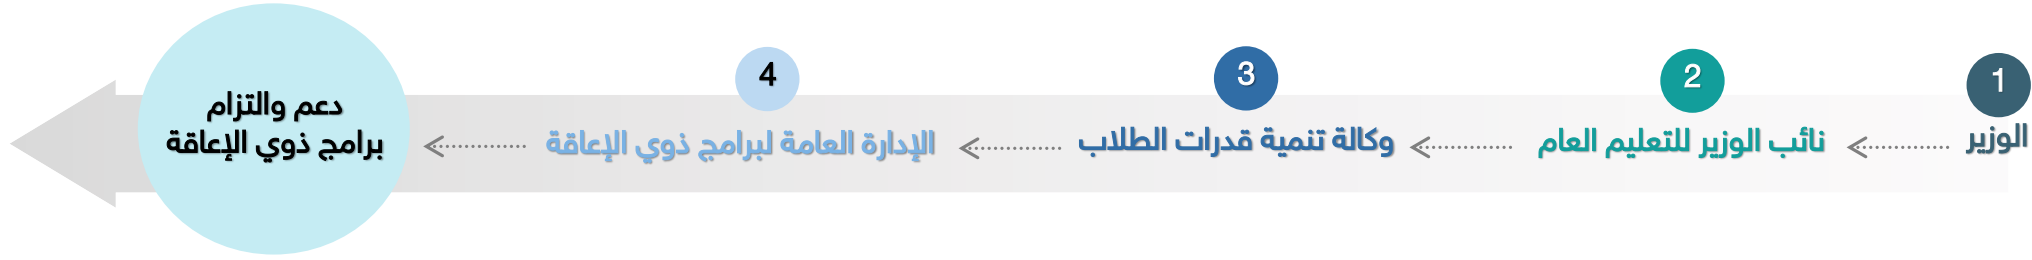 1
الوزير
2
نائب الوزير للتعليم العام
3
وكالة تنمية قدرات الطلاب
4
الإدارة العامة لبرامج ذوي الإعاقة
دعم والتزام
برامج ذوي الإعاقة